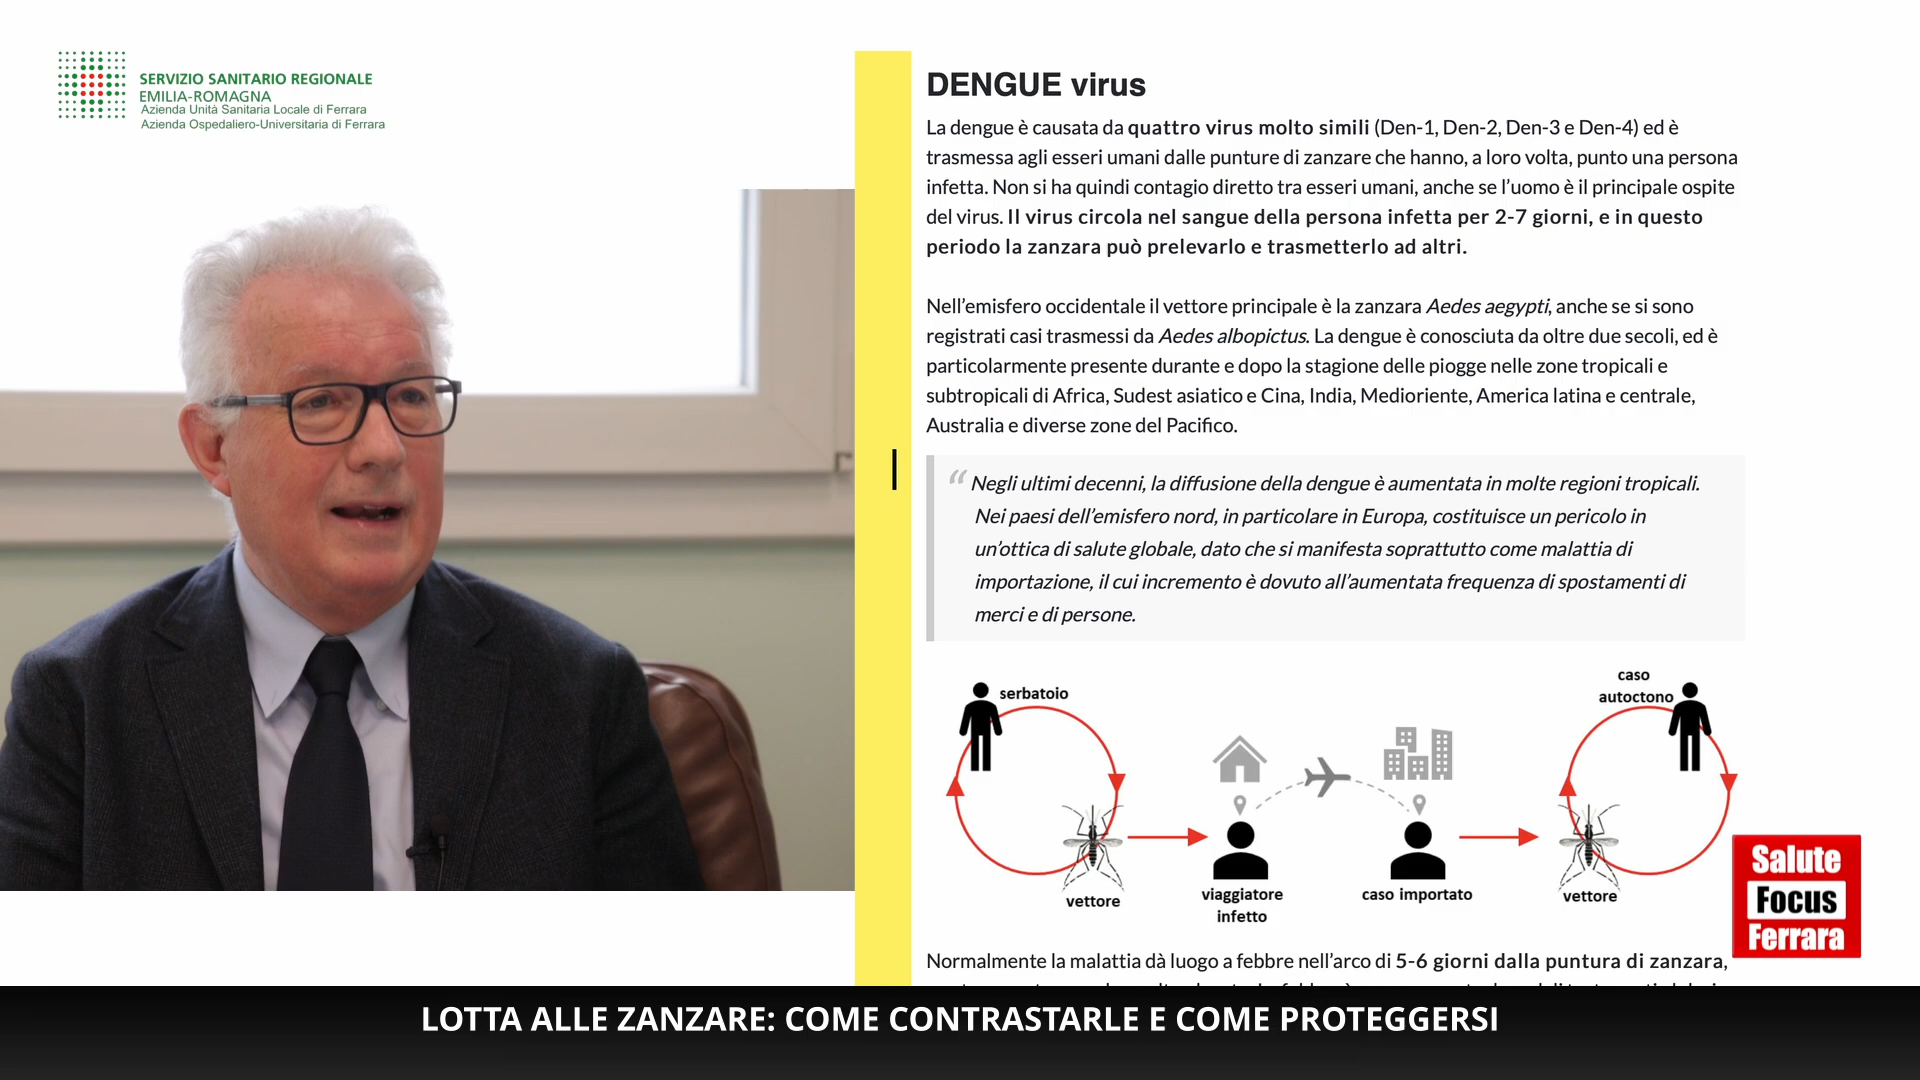 SERVIZIO SANITARIO REGIONALE
EMILIA-ROMAGNA
Azienda Unità Sanitaria Locale di Ferrara
Azienda Ospedaliero-Universitaria di Ferrara
DENGUE virus
La dengue è causata da quattro virus molto simili (Den-1, Den-2, Den-3 e Den-4) ed è
trasmessa agli esseri umani dalle punture di zanzare che hanno, a loro volta, punto una persona
infetta. Non si ha quindi contagio diretto tra esseri umani, anche se l’uomo è il principale ospite
del virus. Il virus circola nel sangue della persona infetta per 2-7 giorni, e in questo
periodo la zanzara può prelevarlo e trasmetterlo ad altri.
Nell’emisfero occidentale il vettore principale è la zanzara Aedes aegypti, anche se si sono
registrati casi trasmessi da Aedes albopictus. La dengue è conosciuta da oltre due secoli, ed è
particolarmente presente durante e dopo la stagione delle piogge nelle zone tropicali e
subtropicali di Africa, Sudest asiatico e Cina, India, Medioriente, America latina e centrale,
Australia e diverse zone del Pacifico.
“ Negli ultimi decenni, la diffusione della dengue è aumentata in molte regioni tropicali.
Nei paesi dell’emisfero nord, in particolare in Europa, costituisce un pericolo in
un’ottica di salute globale, dato che si manifesta soprattutto come malattia di
importazione, il cui incremento è dovuto all’aumentata frequenza di spostamenti di
merci e di persone.
serbatoio
vettore
viaggiatore
infetto
caso importato
caso
autoctono
vettore
Normalmente la malattia dà luogo a febbre nell’arco di 5-6 giorni dalla puntura di zanzara,
Salute
Focus
Ferrara
LOTTA ALLE ZANZARE: COME CONTRASTARLE E COME PROTEGGERSI